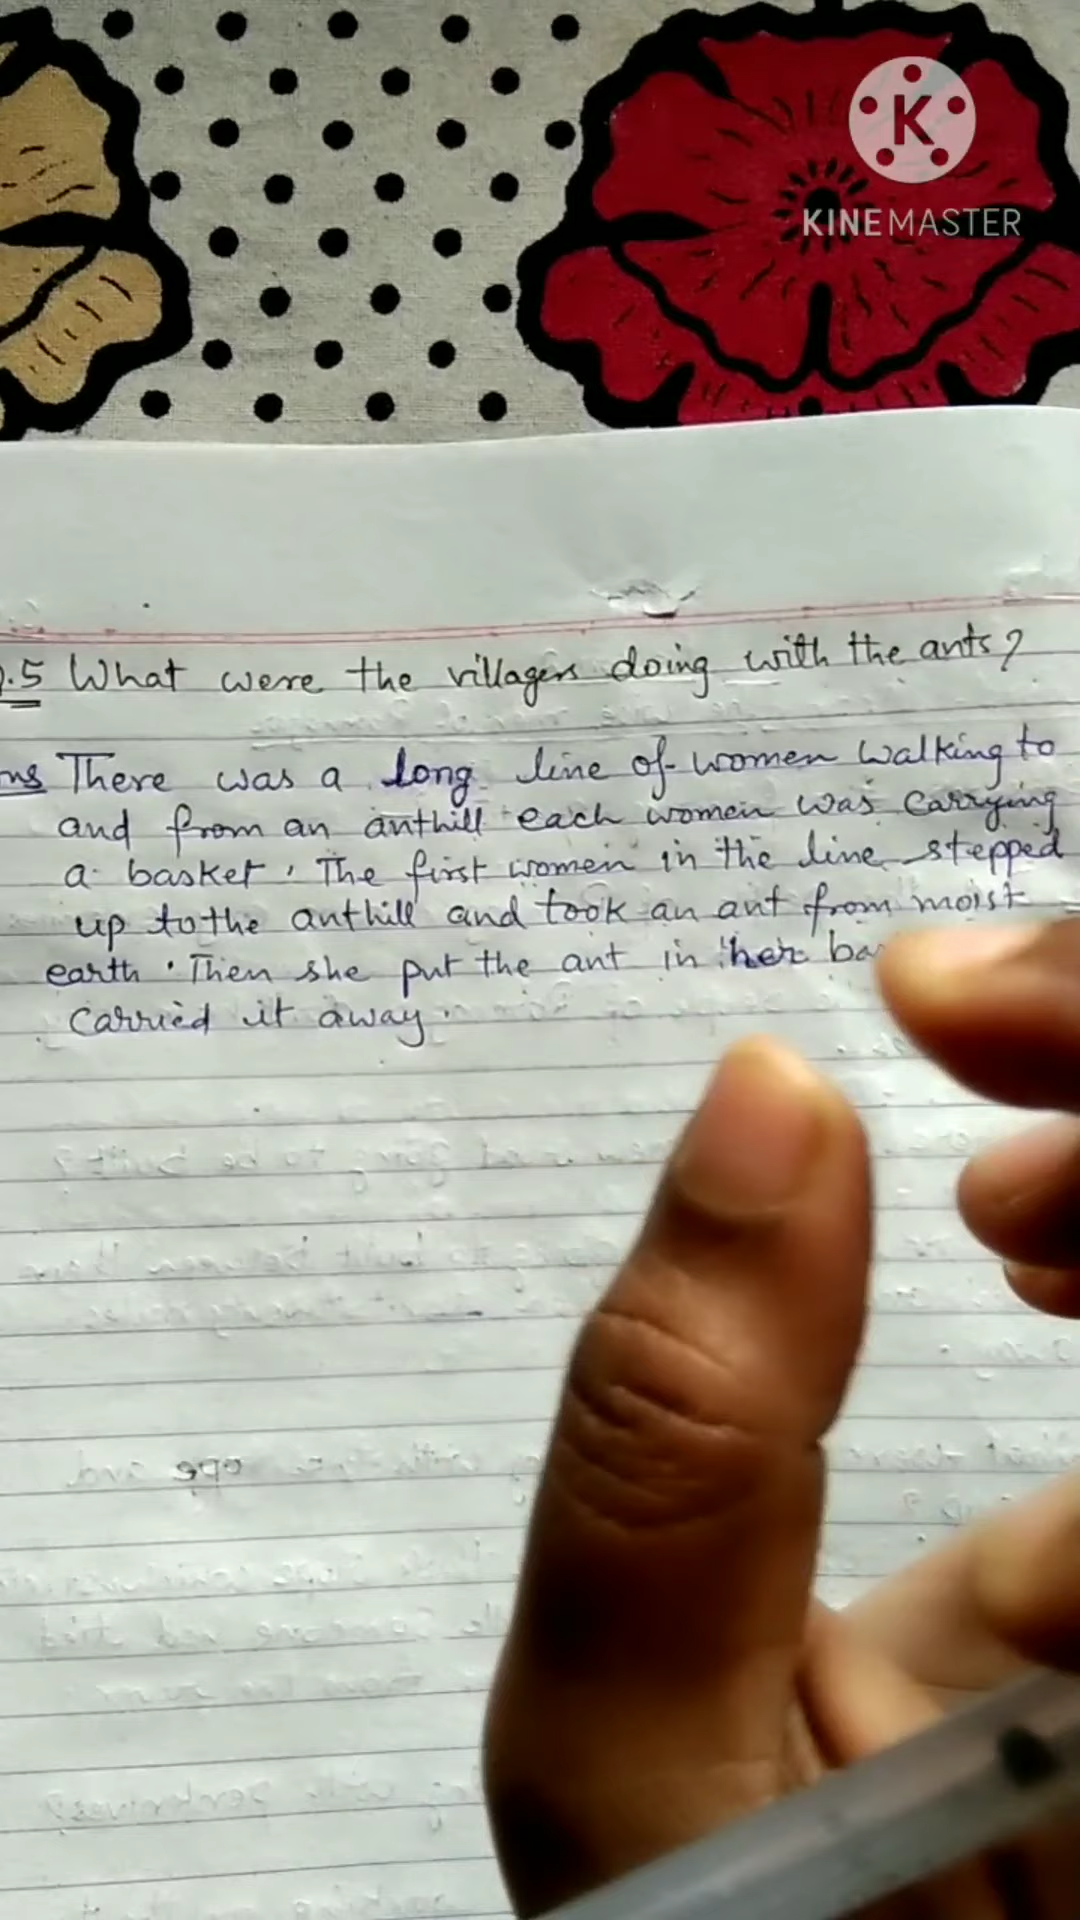 K
KINEMASTER
.5 What were the villagers doing with the ants?
ns There was a long line of women walking to
and from an anthill each women was carrying
a basket. The first women in the line stepped
up to the anthill and took an ant from moist
earth. Then she put the ant in her
carried it away.